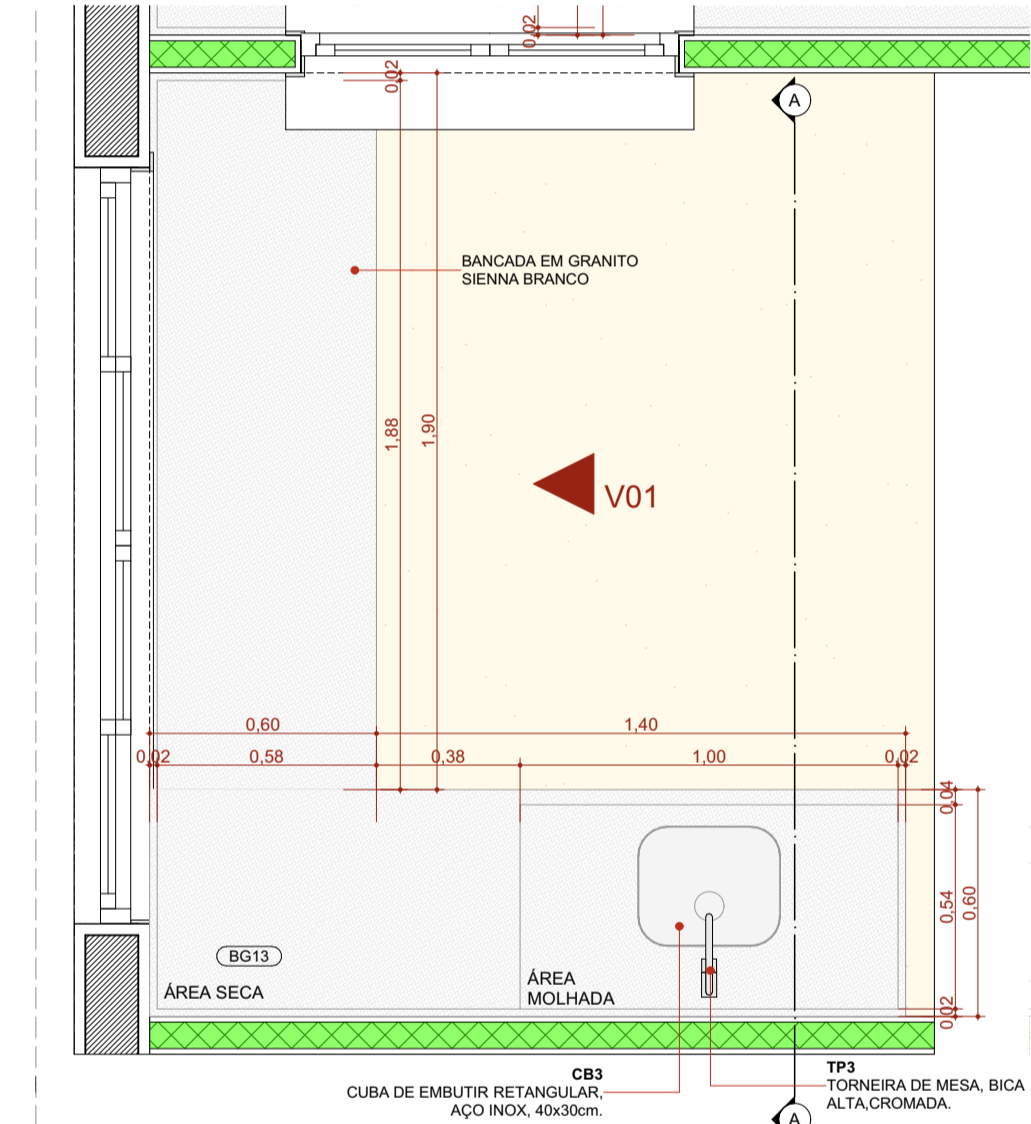 0,02
0,02
A
BANCADA EM GRANITO
SIENNA BRANCO
1,88
1,90
V01
0,60
1,40
0,02
0,58
0,38
1,00
0,02
0,04
0,54
0,60
BG13
ÁREA SECA
ÁREA
MOLHADA
0,02
CB3
CUBA DE EMBUTIR RETANGULAR,
AÇO INOX, 40x30cm.
TP3
TORNEIRA DE MESA, BICA
ALTA,CROMADA.
A